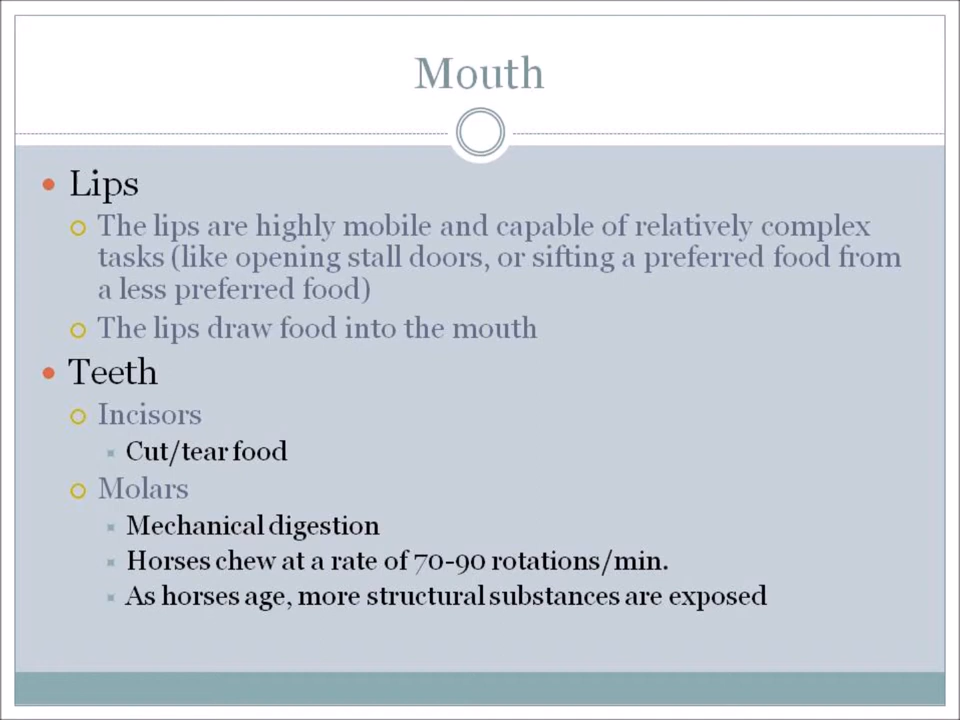 Mouth
Lips
The lips are highly mobile and capable of relatively complex
tasks (like opening stall doors, or sifting a preferred food from
a less preferred food)
The lips draw food into the mouth
Teeth
Incisors
Cut/tear food
Molars
Mechanical digestion
Horses chew at a rate of 70-90 rotations/min.
As horses age, more structural substances are exposed